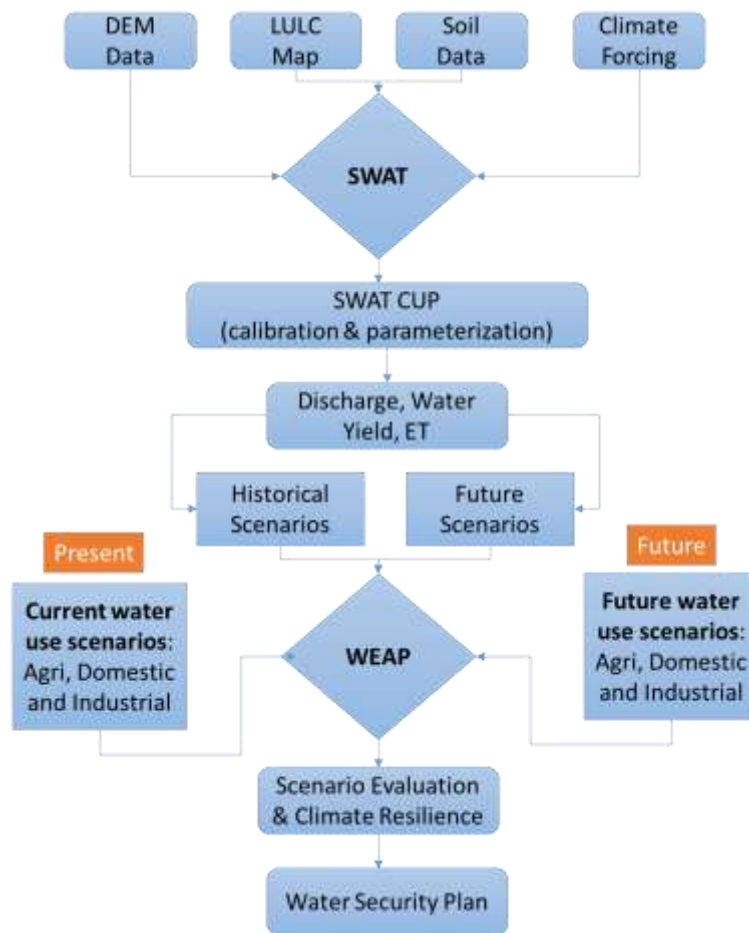 DEM
Data
LULC
Map
Soil
Data
Climate
Forcing
SWAT
SWAT CUP
(calibration & parameterization)
Discharge, Water
Yield, ET
Historical
Scenarios
Future
Scenarios
Present
Future
Current water
use scenarios:
Agri, Domestic
and Industrial
WEAP
Future water
use scenarios:
Agri, Domestic
and Industrial
Scenario Evaluation
& Climate Resilience
Water Security Plan